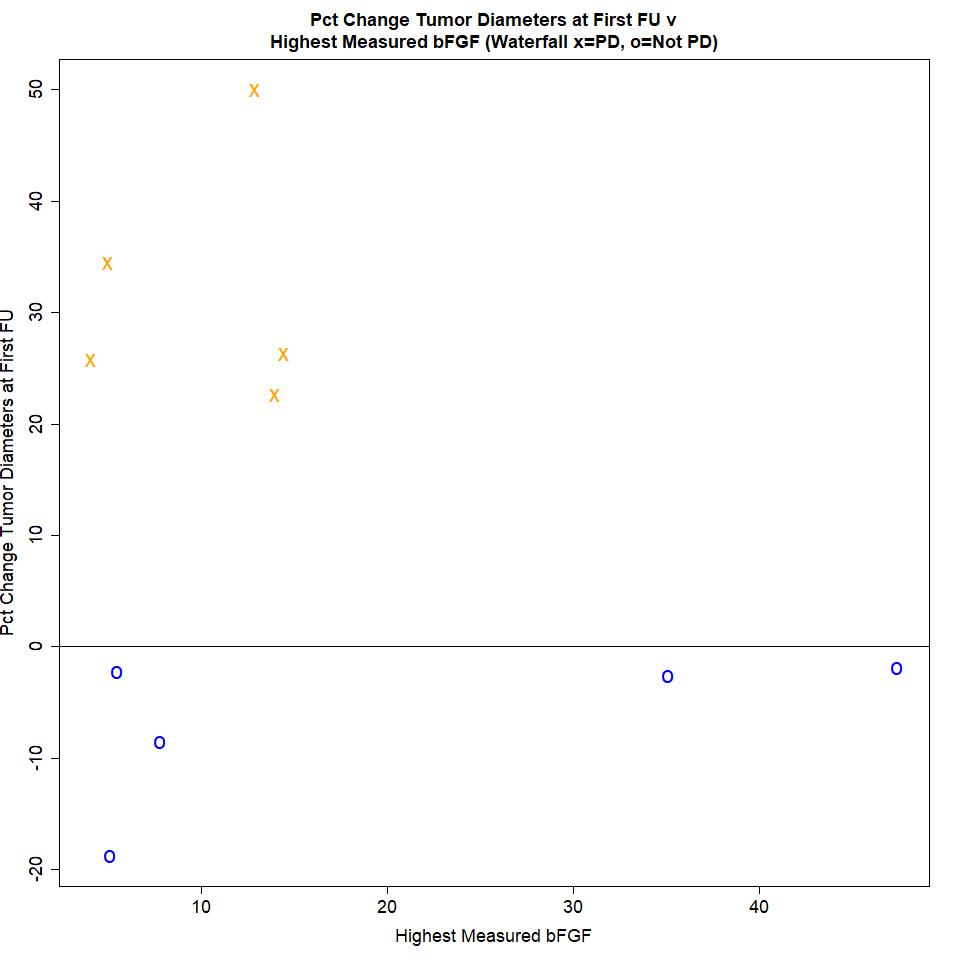 Pct Change Tumor Diameters at First FU v
Highest Measured bFGF (Waterfall x=PD, o=Not PD)
Pct Change Tumor Diameters at First FU
50
40
30
20
10
0
-10
-20
X
X
X
X
X
O
O
O
O
O
10
20
30
40
Highest Measured bFGF